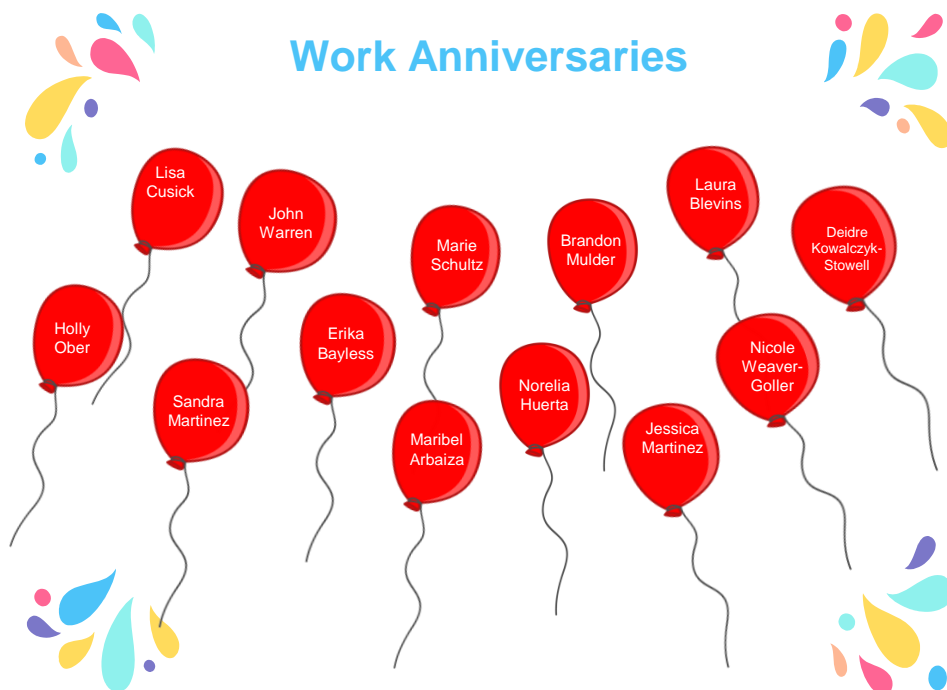 Work Anniversaries
Lisa
Cusick
John
Warren
Marie
Schultz
Brandon
Mulder
Laura
Blevins
Deidre
Kowalczyk-
Stowell
Holly
Ober
Erika
Bayless
Nicole
Weaver-
Goller
Sandra
Martinez
Norelia
Huerta
Maribel
Arbaiza
Jessica
Martinez